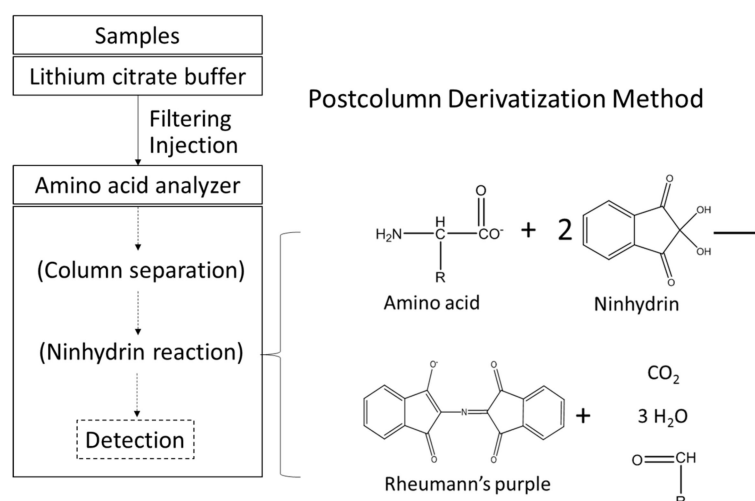 Samples
Lithium citrate buffer
Filtering
Injection
Amino acid analyzer
(Column separation)
(Ninhydrin reaction)
Detection
Postcolumn Derivatization Method
H₂N C H CO⁻ O R
+ 2
O OH OH O
Amino acid
Ninhydrin
O⁻ O N O O
+
CO₂
3 H₂O
O CH
R
Rheumann's purple